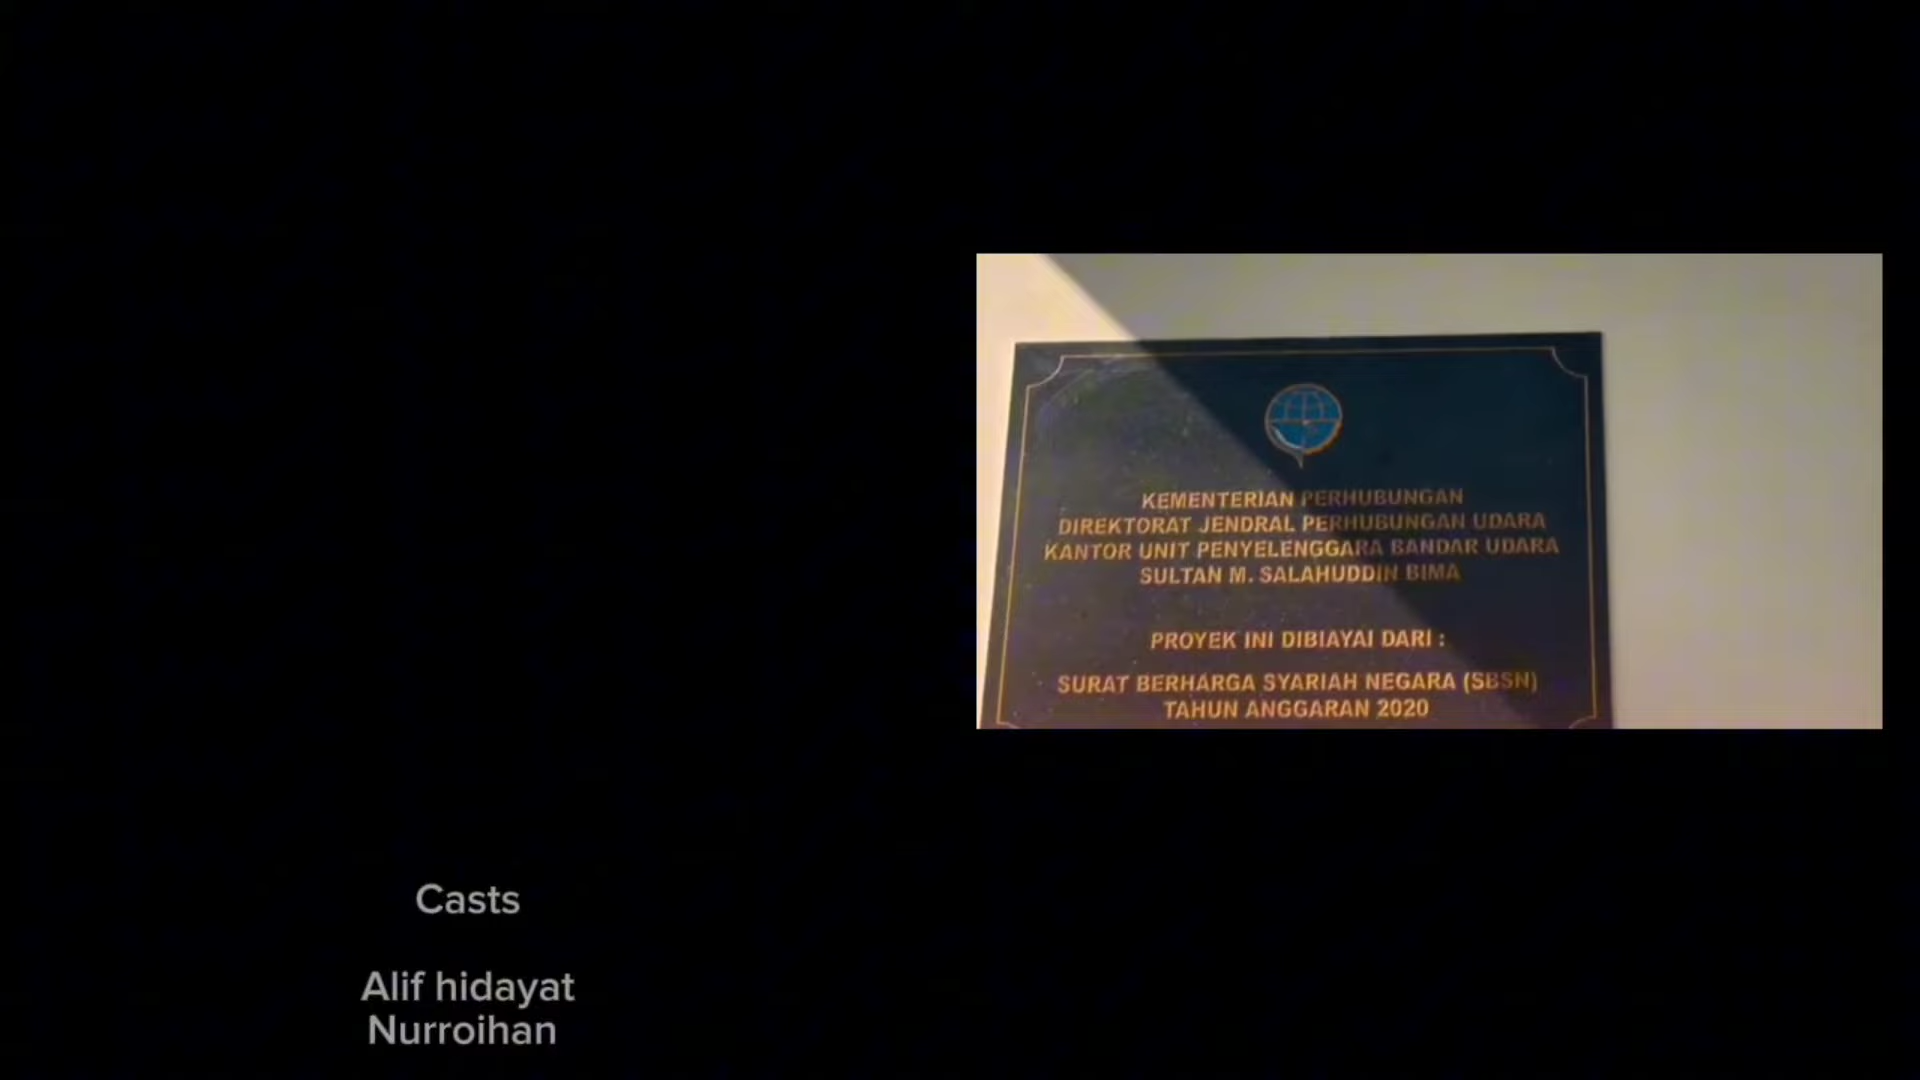 KEMENTERIAN PERHUBUNGAN
DIREKTORAT JENDRAL PERHUBUNGAN UDARA
KANTOR UNIT PENYELENGGARA BANDAR UDARA
SULTAN M. SALAHUDDIN BIMA
PROYEK INI DIBIAYAI DARI :
SURAT BERHARGA SYARIAH NEGARA (SBSN)
TAHUN ANGGARAN 2020
Casts
Alif hidayat
Nurroihan